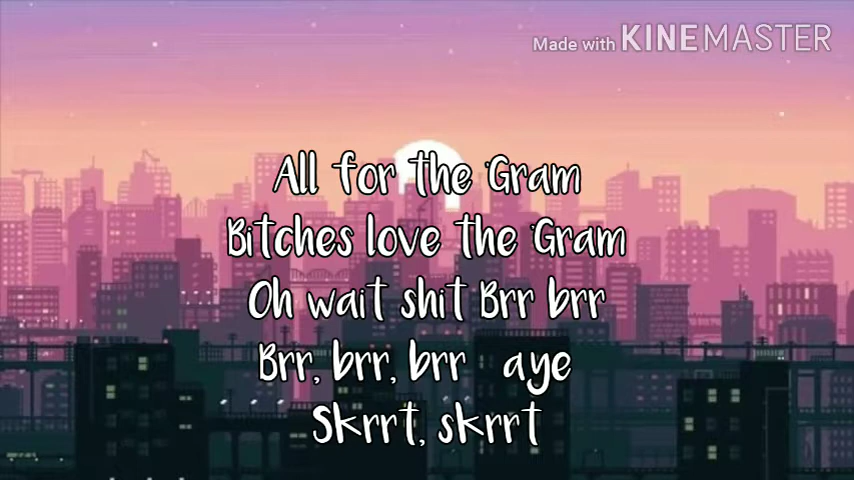 Made with KINEMASTER
All for the 'Gram
Bitches love the 'Gram
Oh wait shit Brr brr
Brr, brr, brr aye
Skrrt, skrrt